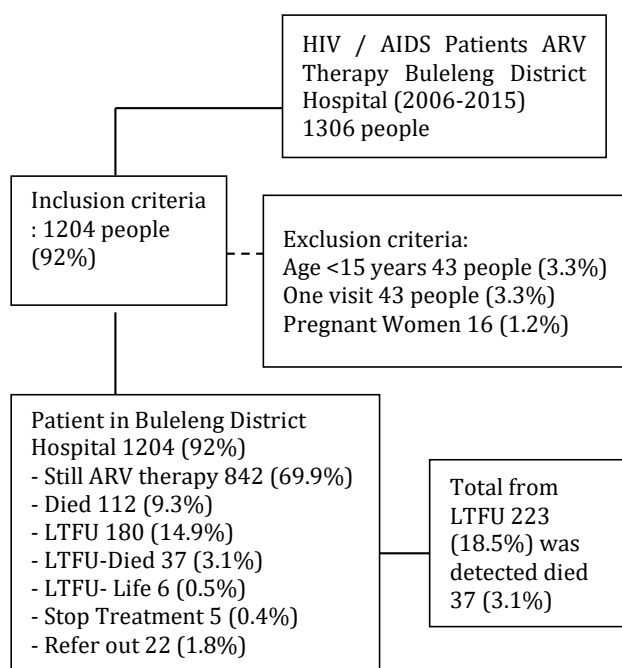 HIV / AIDS Patients ARV
Therapy Buleleng District
Hospital (2006-2015)
1306 people
Inclusion criteria
: 1204 people
(92%)
Exclusion criteria:
Age <15 years 43 people (3.3%)
One visit 43 people (3.3%)
Pregnant Women 16 (1.2%)
Patient in Buleleng District
Hospital 1204 (92%)
- Still ARV therapy 842 (69.9%)
- Died 112 (9.3%)
- LTFU 180 (14.9%)
- LTFU-Died 37 (3.1%)
- LTFU- Life 6 (0.5%)
- Stop Treatment 5 (0.4%)
- Refer out 22 (1.8%)
Total from
LTFU 223
(18.5%) was
detected died
37 (3.1%)